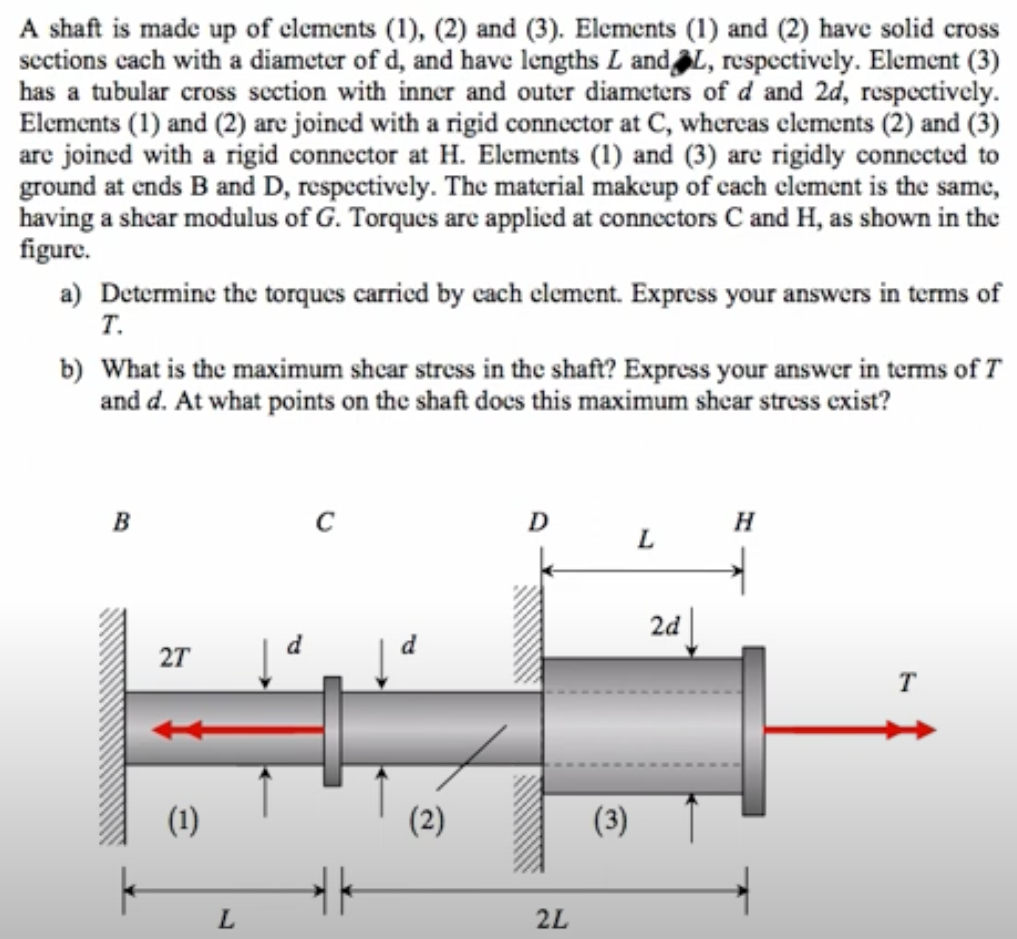 A shaft is made up of elements (1), (2) and (3). Elements (1) and (2) have solid cross
sections each with a diameter of d, and have lengths L and L, respectively. Element (3)
has a tubular cross section with inner and outer diameters of d and 2d, respectively.
Elements (1) and (2) are joined with a rigid connector at C, whereas elements (2) and (3)
are joined with a rigid connector at H. Elements (1) and (3) are rigidly connected to
ground at ends B and D, respectively. The material makeup of each element is the same,
having a shear modulus of G. Torques are applied at connectors C and H, as shown in the
figure.
a) Determine the torques carried by each element. Express your answers in terms of
T.
b) What is the maximum shear stress in the shaft? Express your answer in terms of T
and d. At what points on the shaft does this maximum shear stress exist?
B C D H
L
2d
2T d d
T
(1) (2) (3)
L 2L